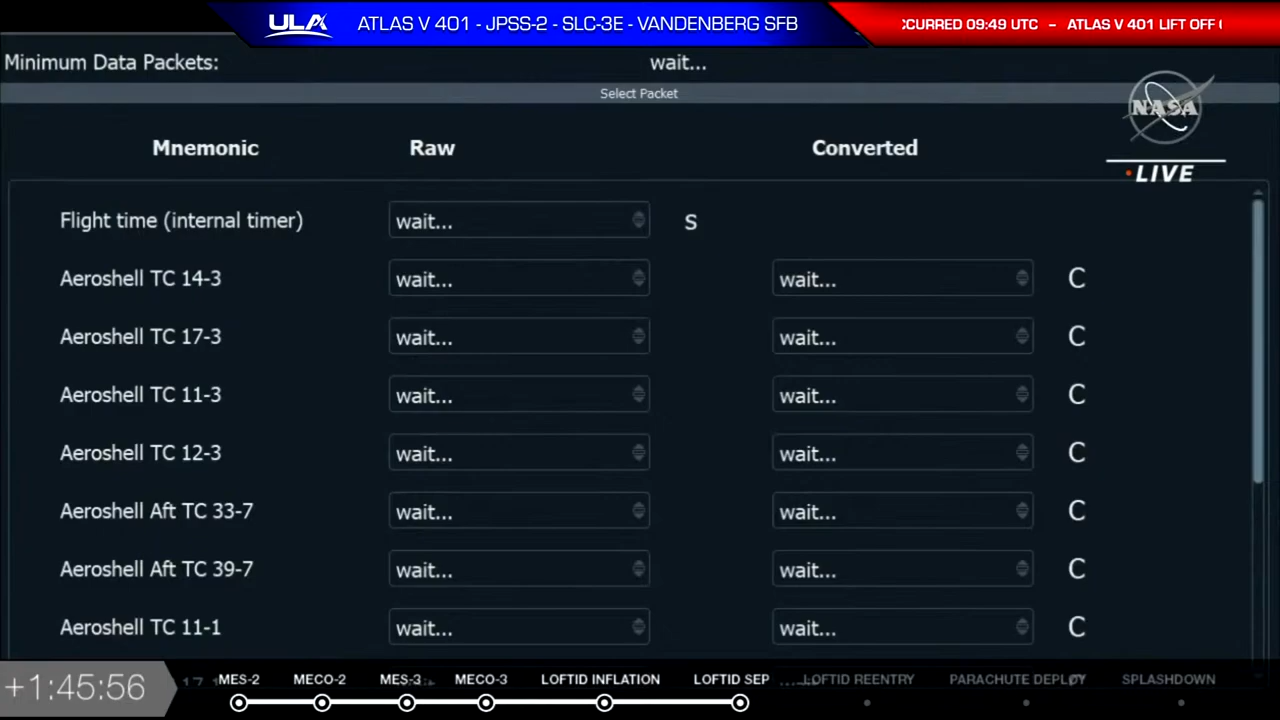 ULA
ATLAS V 401 - JPSS-2 - SLC-3E - VANDENBERG SFB
CCURRED 09:49 UTC - ATLAS V 401 LIFT OFF
Minimum Data Packets: wait...
Select Packet
NASA
LIVE
Mnemonic Raw Converted
Flight time (internal timer) wait... s
Aeroshell TC 14-3 wait... wait... C
Aeroshell TC 17-3 wait... wait... C
Aeroshell TC 11-3 wait... wait... C
Aeroshell TC 12-3 wait... wait... C
Aeroshell Aft TC 33-7 wait... wait... C
Aeroshell Aft TC 39-7 wait... wait... C
Aeroshell TC 11-1 wait... wait... C
+1:45:56
MES-2 MECO-2 MES-3 MECO-3 LOFTID INFLATION LOFTID SEP LOFTID REENTRY PARACHUTE DEPLOY SPLASHDOWN